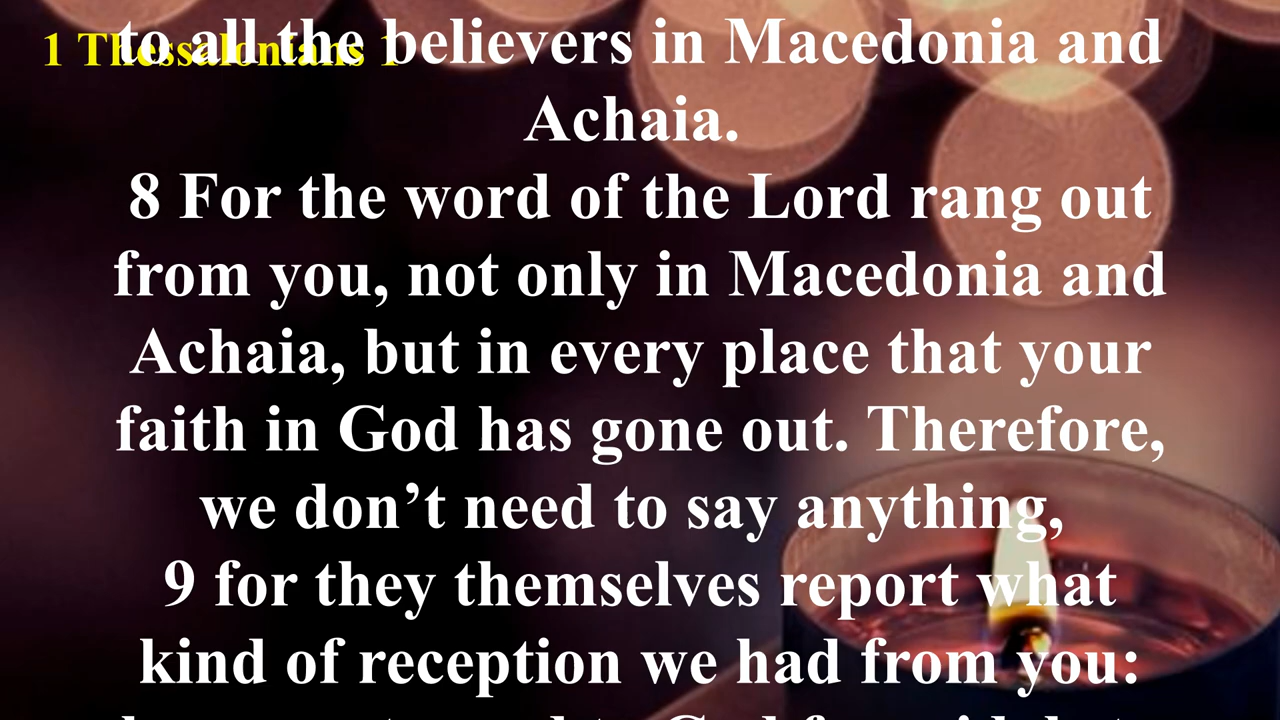 1 Thessalonians 1
to all the believers in Macedonia and
Achaia.
8 For the word of the Lord rang out
from you, not only in Macedonia and
Achaia, but in every place that your
faith in God has gone out. Therefore,
we don’t need to say anything,
9 for they themselves report what
kind of reception we had from you: